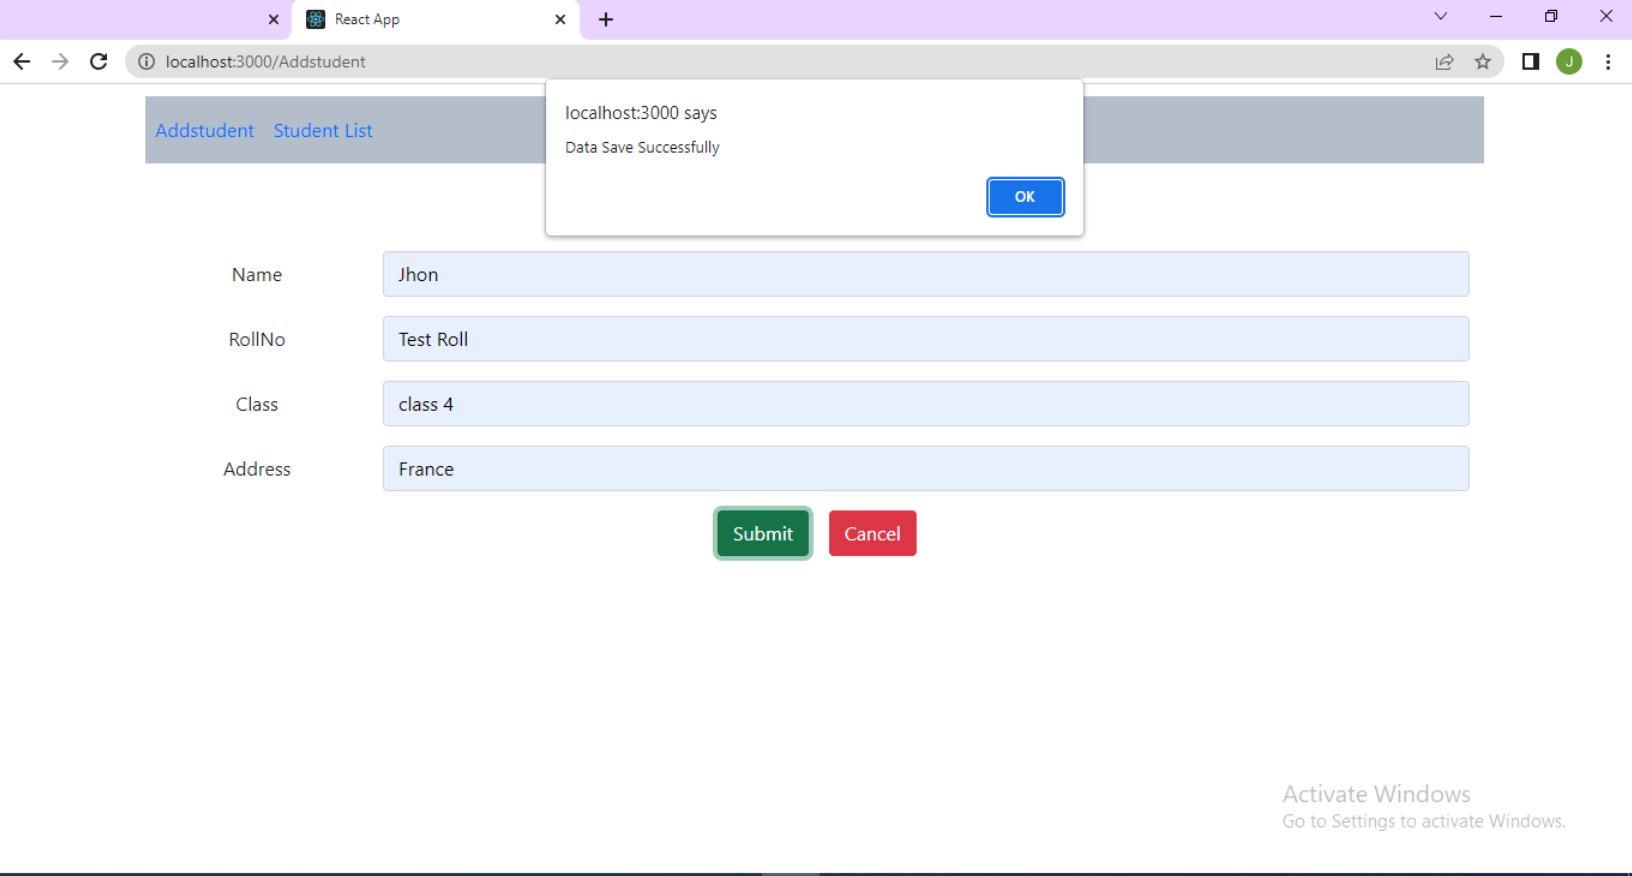 React App
localhost:3000/Addstudent
J
localhost:3000 says
Data Save Successfully
OK
Addstudent Student List
Name Jhon
RollNo Test Roll
Class class 4
Address France
Submit Cancel
Activate Windows
Go to Settings to activate Windows.